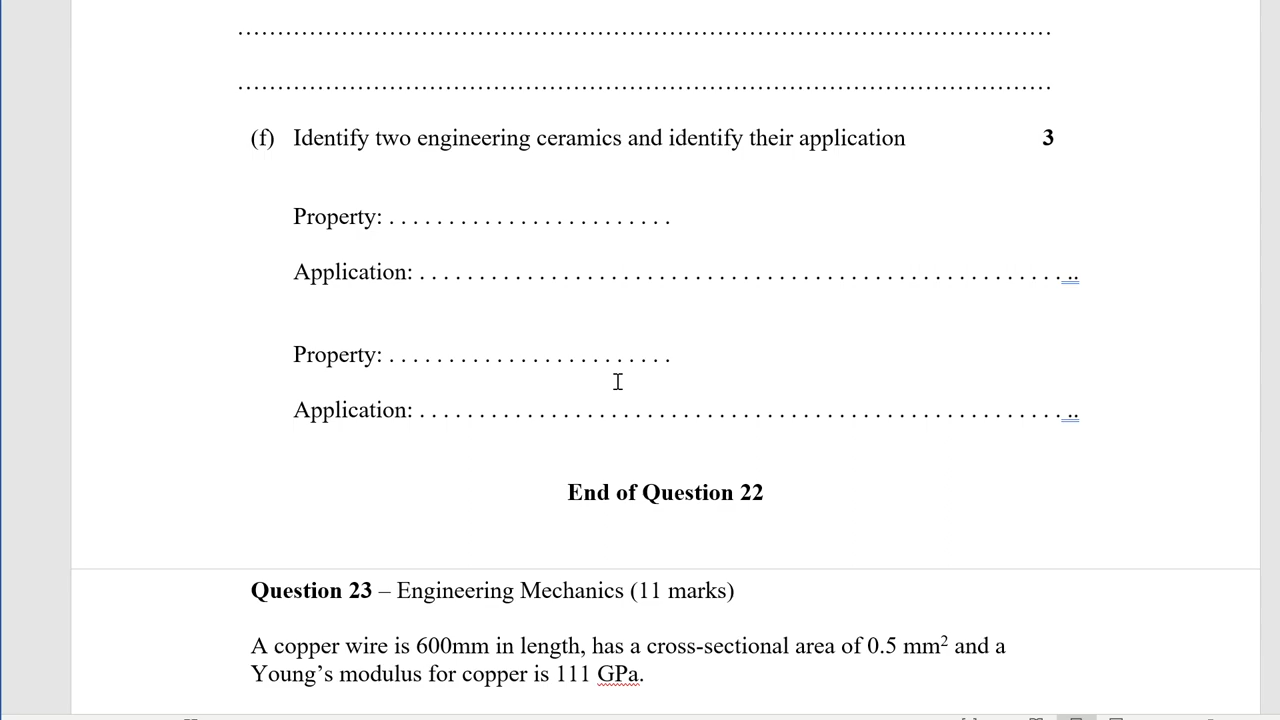 (f) Identify two engineering ceramics and identify their application 3
Property: . . . . . . . . . . . . . . . . . . . . . . . .
Application: . . . . . . . . . . . . . . . . . . . . . . . . . . . . . . . . . . . . . . . . . . . . . . . . . . . . . . ..
Property: . . . . . . . . . . . . . . . . . . . . . . . .
Application: . . . . . . . . . . . . . . . . . . . . . . . . . . . . . . . . . . . . . . . . . . . . . . . . . . . . . . ..
End of Question 22
Question 23 – Engineering Mechanics (11 marks)
A copper wire is 600mm in length, has a cross-sectional area of 0.5 mm² and a
Young’s modulus for copper is 111 GPa.